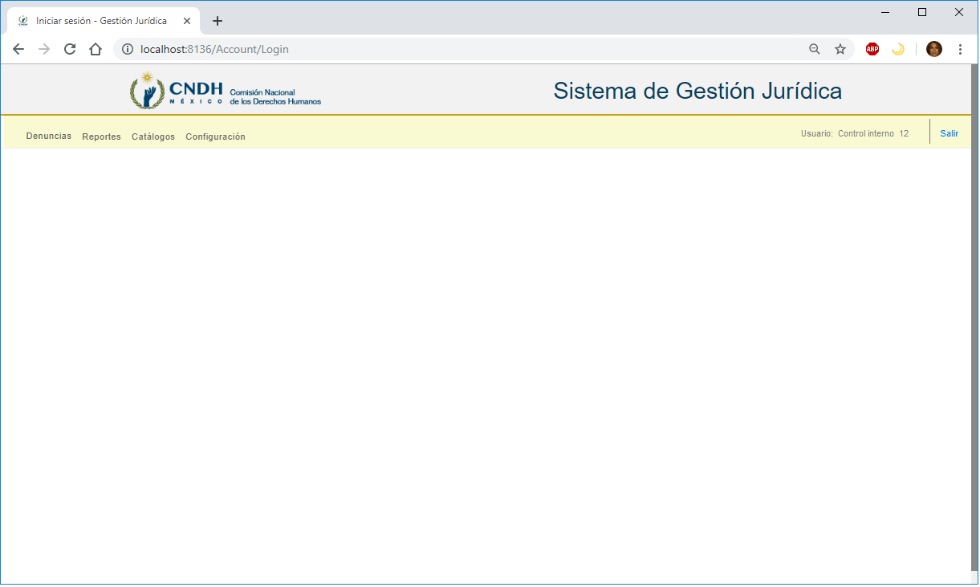 Iniciar sesión - Gestión Jurídica
localhost:8136/Account/Login
ABP
CNDH
MÉXICO
Comisión Nacional
de los Derechos Humanos
Sistema de Gestión Jurídica
Denuncias Reportes Catálogos Configuración
Usuario: Control interno 12
Salir